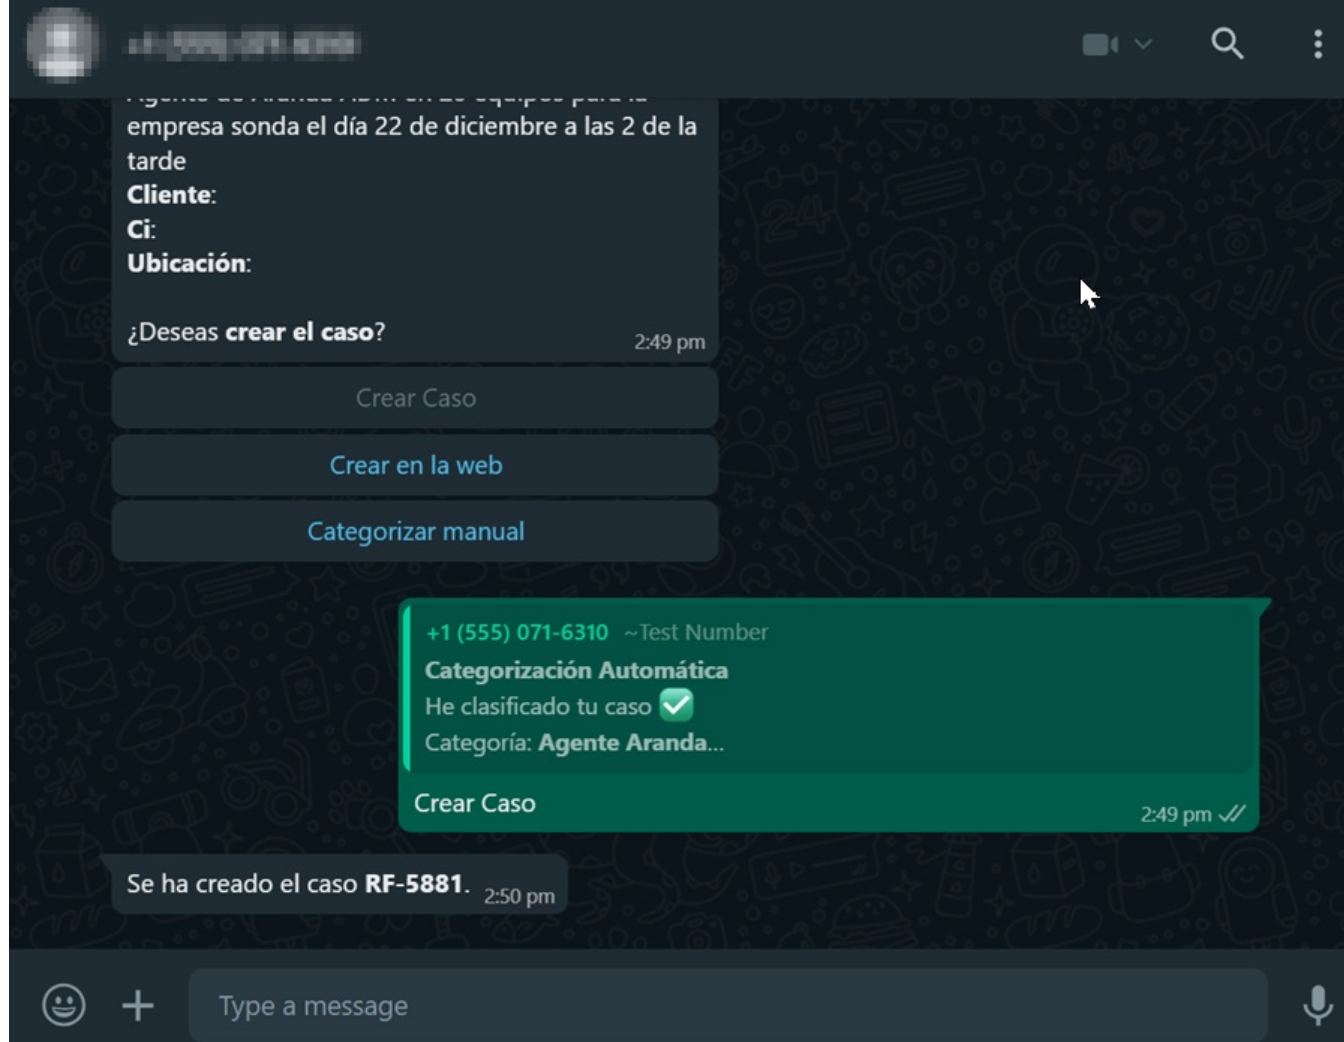 empresa sonda el día 22 de diciembre a las 2 de la
tarde
Cliente:
Ci:
Ubicación:
¿Deseas crear el caso?
2:49 pm
Crear Caso
Crear en la web
Categorizar manual
+1 (555) 071-6310 ~Test Number
Categorización Automática
He clasificado tu caso ✅
Categoría: Agente Aranda...
Crear Caso
2:49 pm
Se ha creado el caso RF-5881. 2:50 pm
Type a message